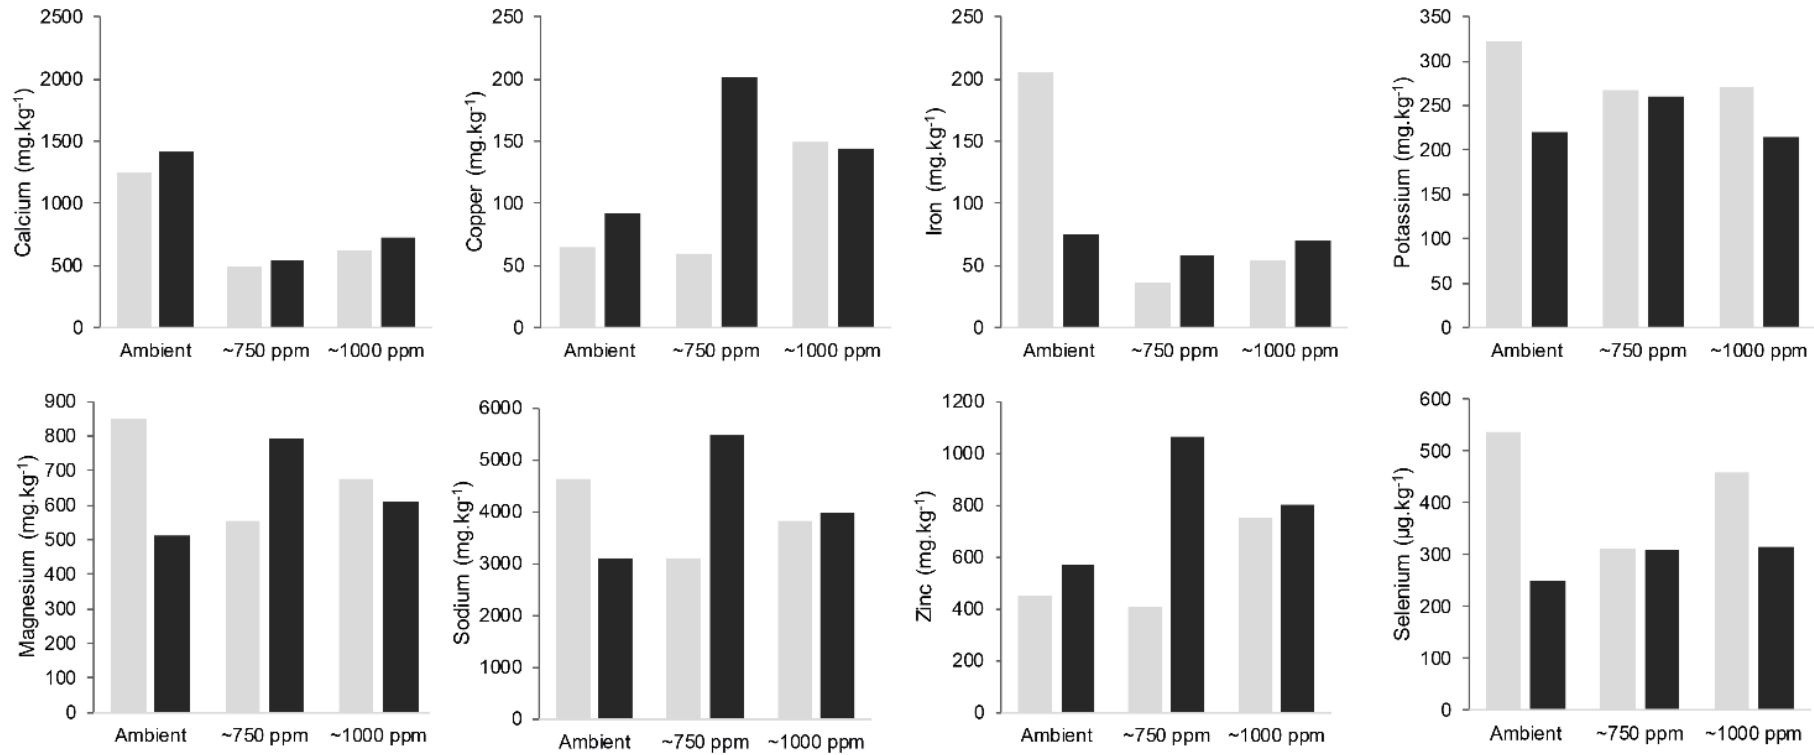 Calcium (mg.kg-1)
2500
2000
1500
1000
500
0
Ambient
~750 ppm
~1000 ppm
Copper (mg.kg-1)
250
200
150
100
50
0
Ambient
~750 ppm
~1000 ppm
Iron (mg.kg-1)
250
200
150
100
50
0
Ambient
~750 ppm
~1000 ppm
Potassium (mg.kg-1)
350
300
250
200
150
100
50
0
Ambient
~750 ppm
~1000 ppm
Magnesium (mg.kg-1)
900
800
700
600
500
400
300
200
100
0
Ambient
~750 ppm
~1000 ppm
Sodium (mg.kg-1)
6000
5000
4000
3000
2000
1000
0
Ambient
~750 ppm
~1000 ppm
Zinc (mg.kg-1)
1200
1000
800
600
400
200
0
Ambient
~750 ppm
~1000 ppm
Selenium (µg.kg-1)
600
500
400
300
200
100
0
Ambient
~750 ppm
~1000 ppm